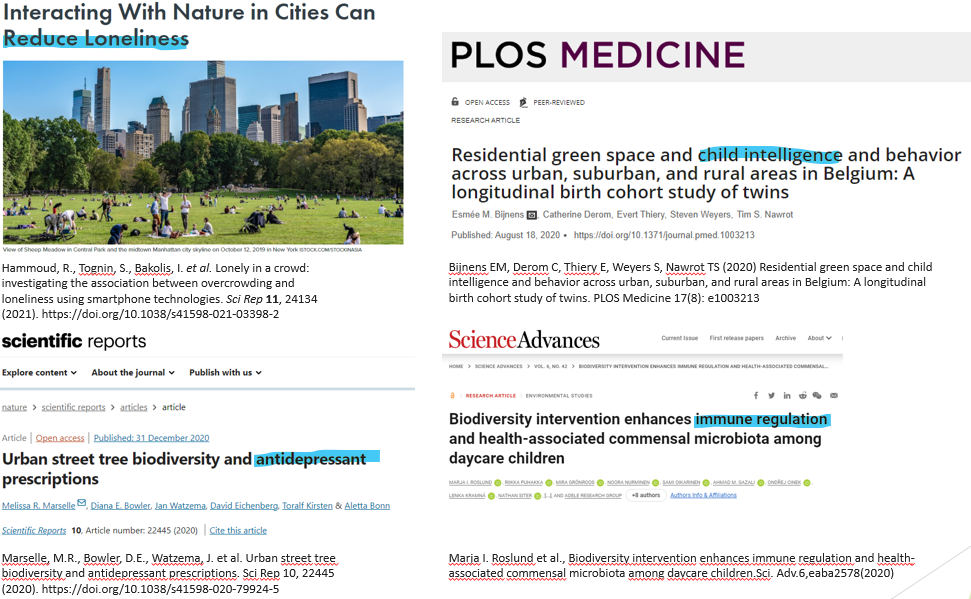 Interacting With Nature in Cities Can
Reduce Loneliness
View of Sheep Meadow in Central Park and the midtown Manhattan city skyline on October 12, 2019 in New York ISTOCK.COM/STOCKINASIA
Hammoud, R., Tognin, S., Bakolis, I. et al. Lonely in a crowd:
investigating the association between overcrowding and
loneliness using smartphone technologies. Sci Rep 11, 24134
(2021). https://doi.org/10.1038/s41598-021-03398-2
scientific reports
Explore content About the journal Publish with us
nature > scientific reports > articles > article
Article | Open access | Published: 31 December 2020
Urban street tree biodiversity and antidepressant
prescriptions
Melissa R. Marselle, Diana E. Bowler, Jan Watzema, David Eichenberg, Toralf Kirsten & Aletta Bonn
Scientific Reports 10, Article number: 22445 (2020) | Cite this article
Marselle, M.R., Bowler, D.E., Watzema, J. et al. Urban street tree
biodiversity and antidepressant prescriptions. Sci Rep 10, 22445
(2020). https://doi.org/10.1038/s41598-020-79924-5
PLOS MEDICINE
OPEN ACCESS PEER-REVIEWED
RESEARCH ARTICLE
Residential green space and child intelligence and behavior
across urban, suburban, and rural areas in Belgium: A
longitudinal birth cohort study of twins
Esmée M. Bijnens, Catherine Derom, Evert Thiery, Steven Weyers, Tim S. Nawrot
Published: August 18, 2020 • https://doi.org/10.1371/journal.pmed.1003213
Bijnens EM, Derom C, Thiery E, Weyers S, Nawrot TS (2020) Residential green space and child
intelligence and behavior across urban, suburban, and rural areas in Belgium: A longitudinal
birth cohort study of twins. PLOS Medicine 17(8): e1003213
ScienceAdvances
Current Issue First release papers Archive About
HOME > SCIENCE ADVANCES > VOL. 6, NO. 42 > BIODIVERSITY INTERVENTION ENHANCES IMMUNE REGULATION AND HEALTH-ASSOCIATED COMMENSAL...
RESEARCH ARTICLE | ENVIRONMENTAL STUDIES
Biodiversity intervention enhances immune regulation
and health-associated commensal microbiota among
daycare children
MARJA I. ROSLUND, RIIKKA PUHAKKA, MIRA GRÖNROOS, NOORA NURMINEN, SAMI OIKARINEN, AHMAD M. GAZALI, ONDŘEJ CINEK,
LENKA KRAMNÁ, NATHAN SITER, [...] AND ADELE RESEARCH GROUP +8 authors Authors Info & Affiliations
Marja I. Roslund et al., Biodiversity intervention enhances immune regulation and health-
associated commensal microbiota among daycare children.Sci. Adv.6,eaba2578(2020)